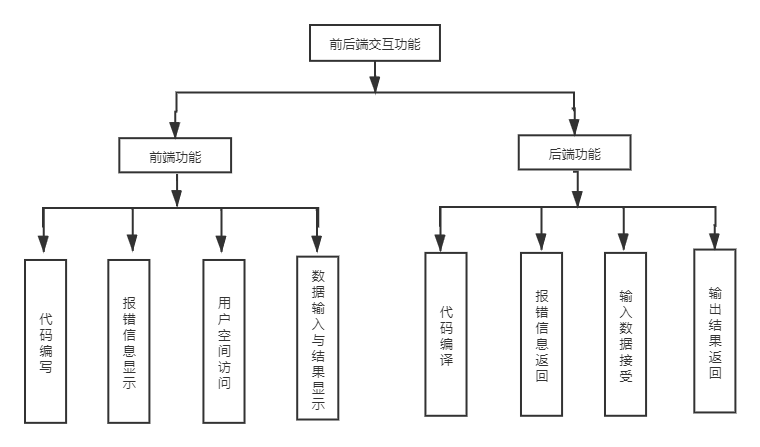 前后端交互功能
前端功能
后端功能
代码编写
报错信息显示
用户空间访问
数据输入与结果显示
代码编译
报错信息返回
输入数据接受
输出结果返回